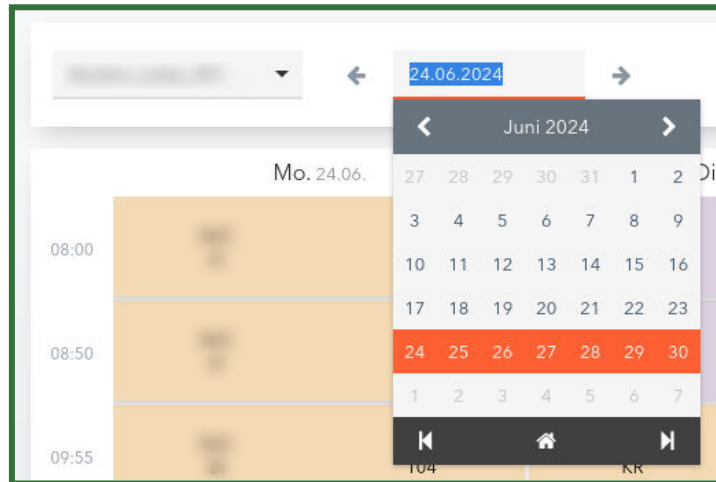 24.06.2024
Juni 2024
Mo. 24.06.
27 28 29 30 31 1 2
3 4 5 6 7 8 9
08:00
10 11 12 13 14 15 16
17 18 19 20 21 22 23
08:50
24 25 26 27 28 29 30
1 2 3 4 5 6 7
09:55
104
KR